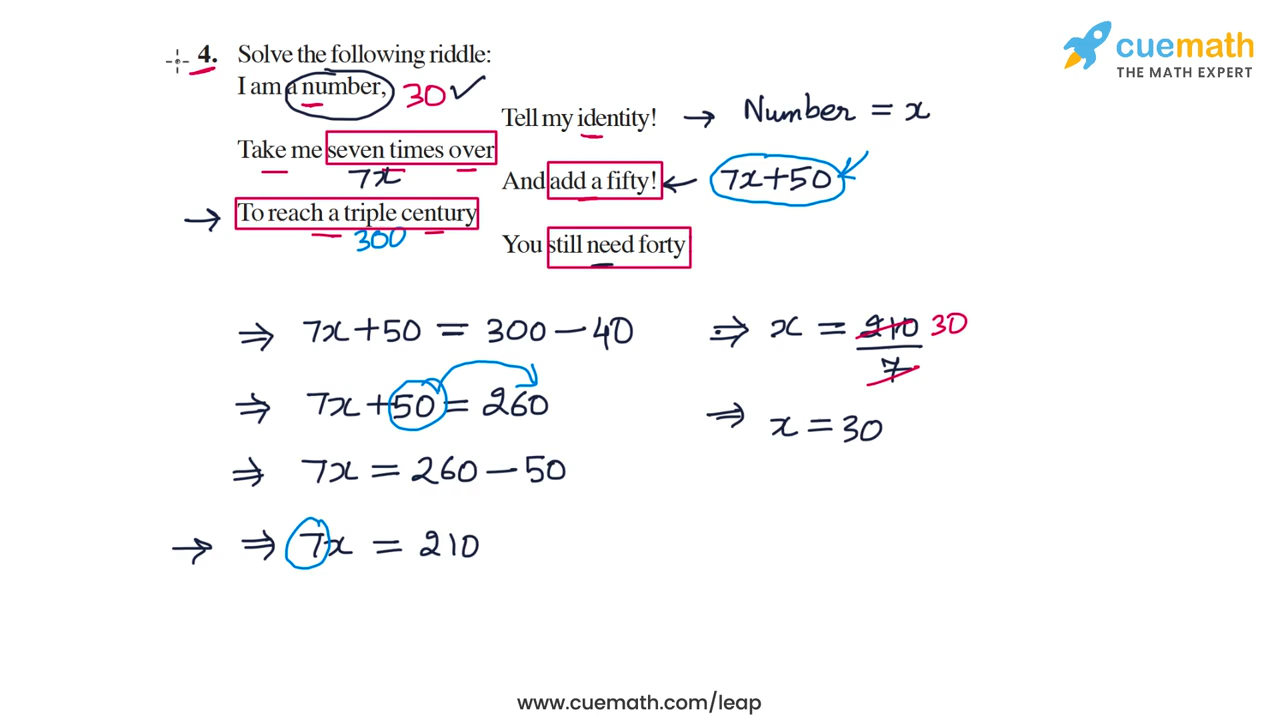 4. Solve the following riddle:
I am a number, 30 ✓
Tell my identity! → Number = x
Take me seven times over
7x
And add a fifty! ← 7x+50
→ To reach a triple century
300
You still need forty
⇒ 7x+50 = 300-40
⇒ 7x+50 = 260
⇒ 7x = 260-50
→ ⇒ 7x = 210
⇒ x = 210/7 30
⇒ x = 30
cuemath
THE MATH EXPERT
www.cuemath.com/leap